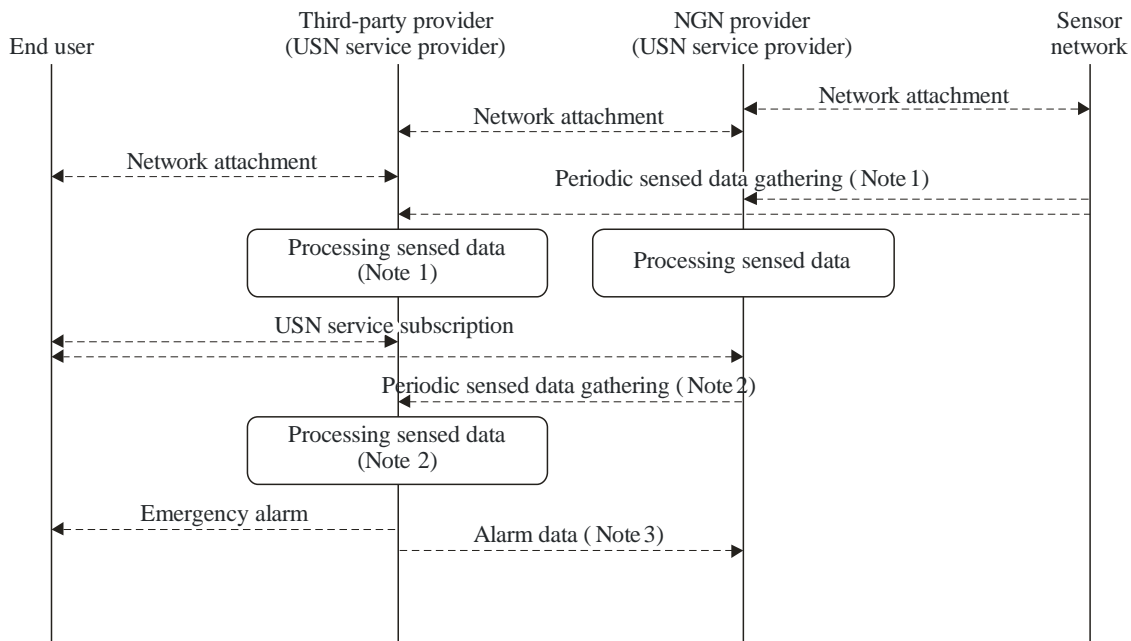 End user
Third-party provider
(USN service provider)
NGN provider
(USN service provider)
Sensor
network
Network attachment
Network attachment
Network attachment
Periodic sensed data gathering (Note 1)
Processing sensed data
(Note 1)
Processing sensed data
USN service subscription
Periodic sensed data gathering (Note 2)
Processing sensed data
(Note 2)
Emergency alarm
Alarm data (Note 3)